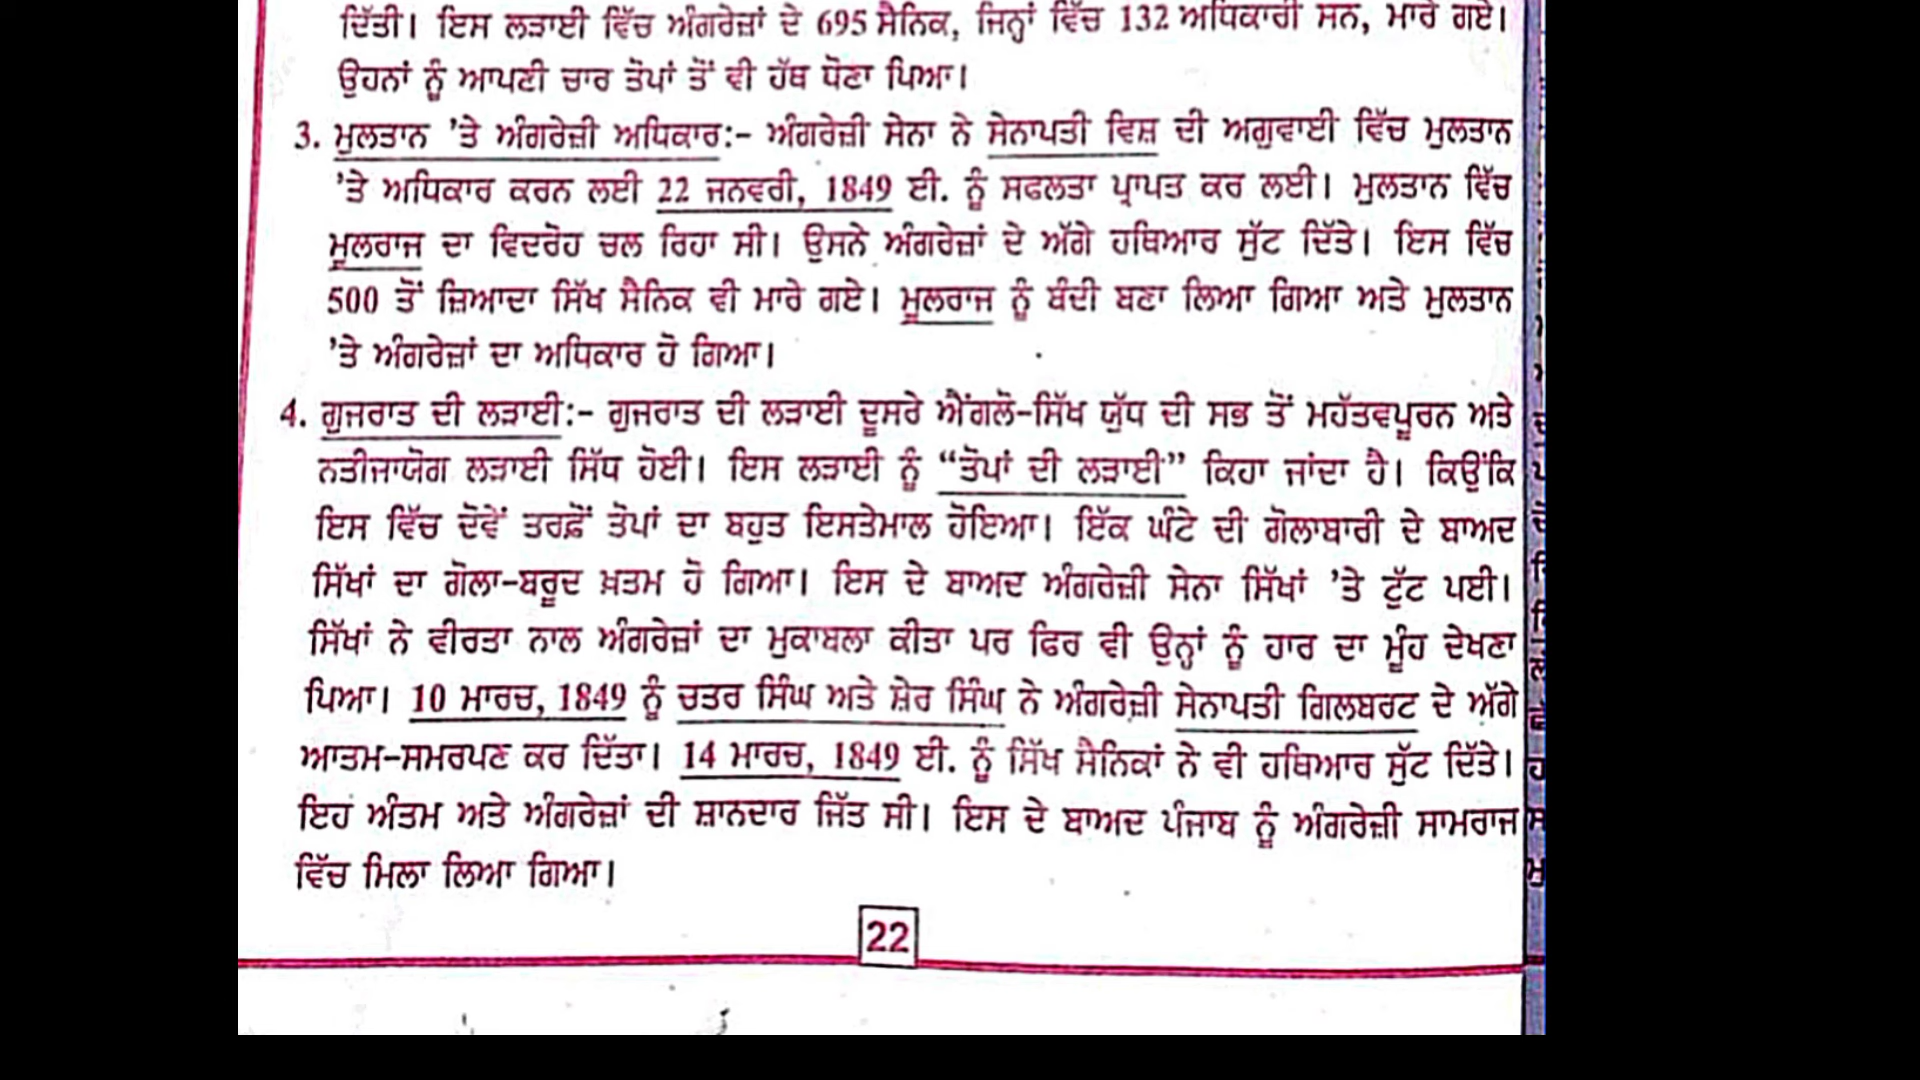 ਦਿੱਤੀ। ਇਸ ਲੜਾਈ ਵਿੱਚ ਅੰਗਰੇਜ਼ਾਂ ਦੇ 695 ਸੈਨਿਕ, ਜਿਨ੍ਹਾਂ ਵਿੱਚ 132 ਅਧਿਕਾਰੀ ਸਨ, ਮਾਰੇ ਗਏ।
ਉਹਨਾਂ ਨੂੰ ਆਪਣੀ ਚਾਰ ਤੋਪਾਂ ਤੋਂ ਵੀ ਹੱਥ ਧੋਣਾ ਪਿਆ।
3. ਮੁਲਤਾਨ 'ਤੇ ਅੰਗਰੇਜ਼ੀ ਅਧਿਕਾਰ:- ਅੰਗਰੇਜ਼ੀ ਸੇਨਾ ਨੇ ਸੇਨਾਪਤੀ ਵਿਸ਼ ਦੀ ਅਗੁਵਾਈ ਵਿੱਚ ਮੁਲਤਾਨ
'ਤੇ ਅਧਿਕਾਰ ਕਰਨ ਲਈ 22 ਜਨਵਰੀ, 1849 ਈ. ਨੂੰ ਸਫਲਤਾ ਪ੍ਰਾਪਤ ਕਰ ਲਈ। ਮੁਲਤਾਨ ਵਿੱਚ
ਮੂਲਰਾਜ ਦਾ ਵਿਦਰੋਹ ਚਲ ਰਿਹਾ ਸੀ। ਉਸਨੇ ਅੰਗਰੇਜ਼ਾਂ ਦੇ ਅੱਗੇ ਹਥਿਆਰ ਸੁੱਟ ਦਿੱਤੇ। ਇਸ ਵਿੱਚ
500 ਤੋਂ ਜ਼ਿਆਦਾ ਸਿੱਖ ਸੈਨਿਕ ਵੀ ਮਾਰੇ ਗਏ। ਮੂਲਰਾਜ ਨੂੰ ਬੰਦੀ ਬਣਾ ਲਿਆ ਗਿਆ ਅਤੇ ਮੁਲਤਾਨ
'ਤੇ ਅੰਗਰੇਜ਼ਾਂ ਦਾ ਅਧਿਕਾਰ ਹੋ ਗਿਆ।
4. ਗੁਜਰਾਤ ਦੀ ਲੜਾਈ:- ਗੁਜਰਾਤ ਦੀ ਲੜਾਈ ਦੂਸਰੇ ਐਂਗਲੋ-ਸਿੱਖ ਯੁੱਧ ਦੀ ਸਭ ਤੋਂ ਮਹੱਤਵਪੂਰਨ ਅਤੇ
ਨਤੀਜਾਯੋਗ ਲੜਾਈ ਸਿੱਧ ਹੋਈ। ਇਸ ਲੜਾਈ ਨੂੰ “ਤੋਪਾਂ ਦੀ ਲੜਾਈ” ਕਿਹਾ ਜਾਂਦਾ ਹੈ। ਕਿਉਂਕਿ
ਇਸ ਵਿੱਚ ਦੋਵੇਂ ਤਰਫ਼ੋਂ ਤੋਪਾਂ ਦਾ ਬਹੁਤ ਇਸਤੇਮਾਲ ਹੋਇਆ। ਇੱਕ ਘੰਟੇ ਦੀ ਗੋਲਾਬਾਰੀ ਦੇ ਬਾਅਦ
ਸਿੱਖਾਂ ਦਾ ਗੋਲਾ-ਬਰੂਦ ਖ਼ਤਮ ਹੋ ਗਿਆ। ਇਸ ਦੇ ਬਾਅਦ ਅੰਗਰੇਜ਼ੀ ਸੇਨਾ ਸਿੱਖਾਂ 'ਤੇ ਟੁੱਟ ਪਈ।
ਸਿੱਖਾਂ ਨੇ ਵੀਰਤਾ ਨਾਲ ਅੰਗਰੇਜ਼ਾਂ ਦਾ ਮੁਕਾਬਲਾ ਕੀਤਾ ਪਰ ਫਿਰ ਵੀ ਉਨ੍ਹਾਂ ਨੂੰ ਹਾਰ ਦਾ ਮੂੰਹ ਦੇਖਣਾ
ਪਿਆ। 10 ਮਾਰਚ, 1849 ਨੂੰ ਚਤਰ ਸਿੰਘ ਅਤੇ ਸ਼ੇਰ ਸਿੰਘ ਨੇ ਅੰਗਰੇਜ਼ੀ ਸੇਨਾਪਤੀ ਗਿਲਬਰਟ ਦੇ ਅੱਗੇ
ਆਤਮ-ਸਮਰਪਣ ਕਰ ਦਿੱਤਾ। 14 ਮਾਰਚ, 1849 ਈ. ਨੂੰ ਸਿੱਖ ਸੈਨਿਕਾਂ ਨੇ ਵੀ ਹਥਿਆਰ ਸੁੱਟ ਦਿੱਤੇ।
ਇਹ ਅੰਤਮ ਅਤੇ ਅੰਗਰੇਜ਼ਾਂ ਦੀ ਸ਼ਾਨਦਾਰ ਜਿੱਤ ਸੀ। ਇਸ ਦੇ ਬਾਅਦ ਪੰਜਾਬ ਨੂੰ ਅੰਗਰੇਜ਼ੀ ਸਾਮਰਾਜ
ਵਿੱਚ ਮਿਲਾ ਲਿਆ ਗਿਆ।
22